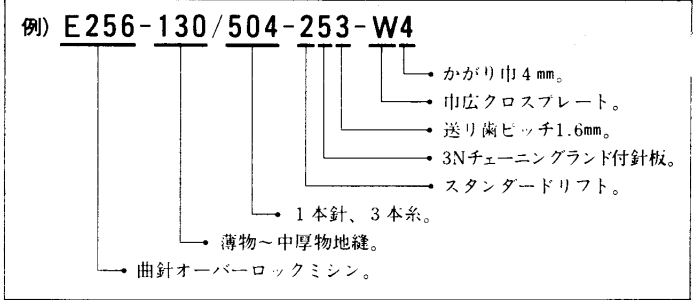 例) E256-130/504-253-W4
かがり巾4㎜。
巾広クロスプレート。
送り歯ピッチ1.6㎜。
3Nチェーニングランド付針板。
スタンダードリフト。
1本針、3本糸。
薄物〜中厚物地縫。
曲針オーバーロックミシン。